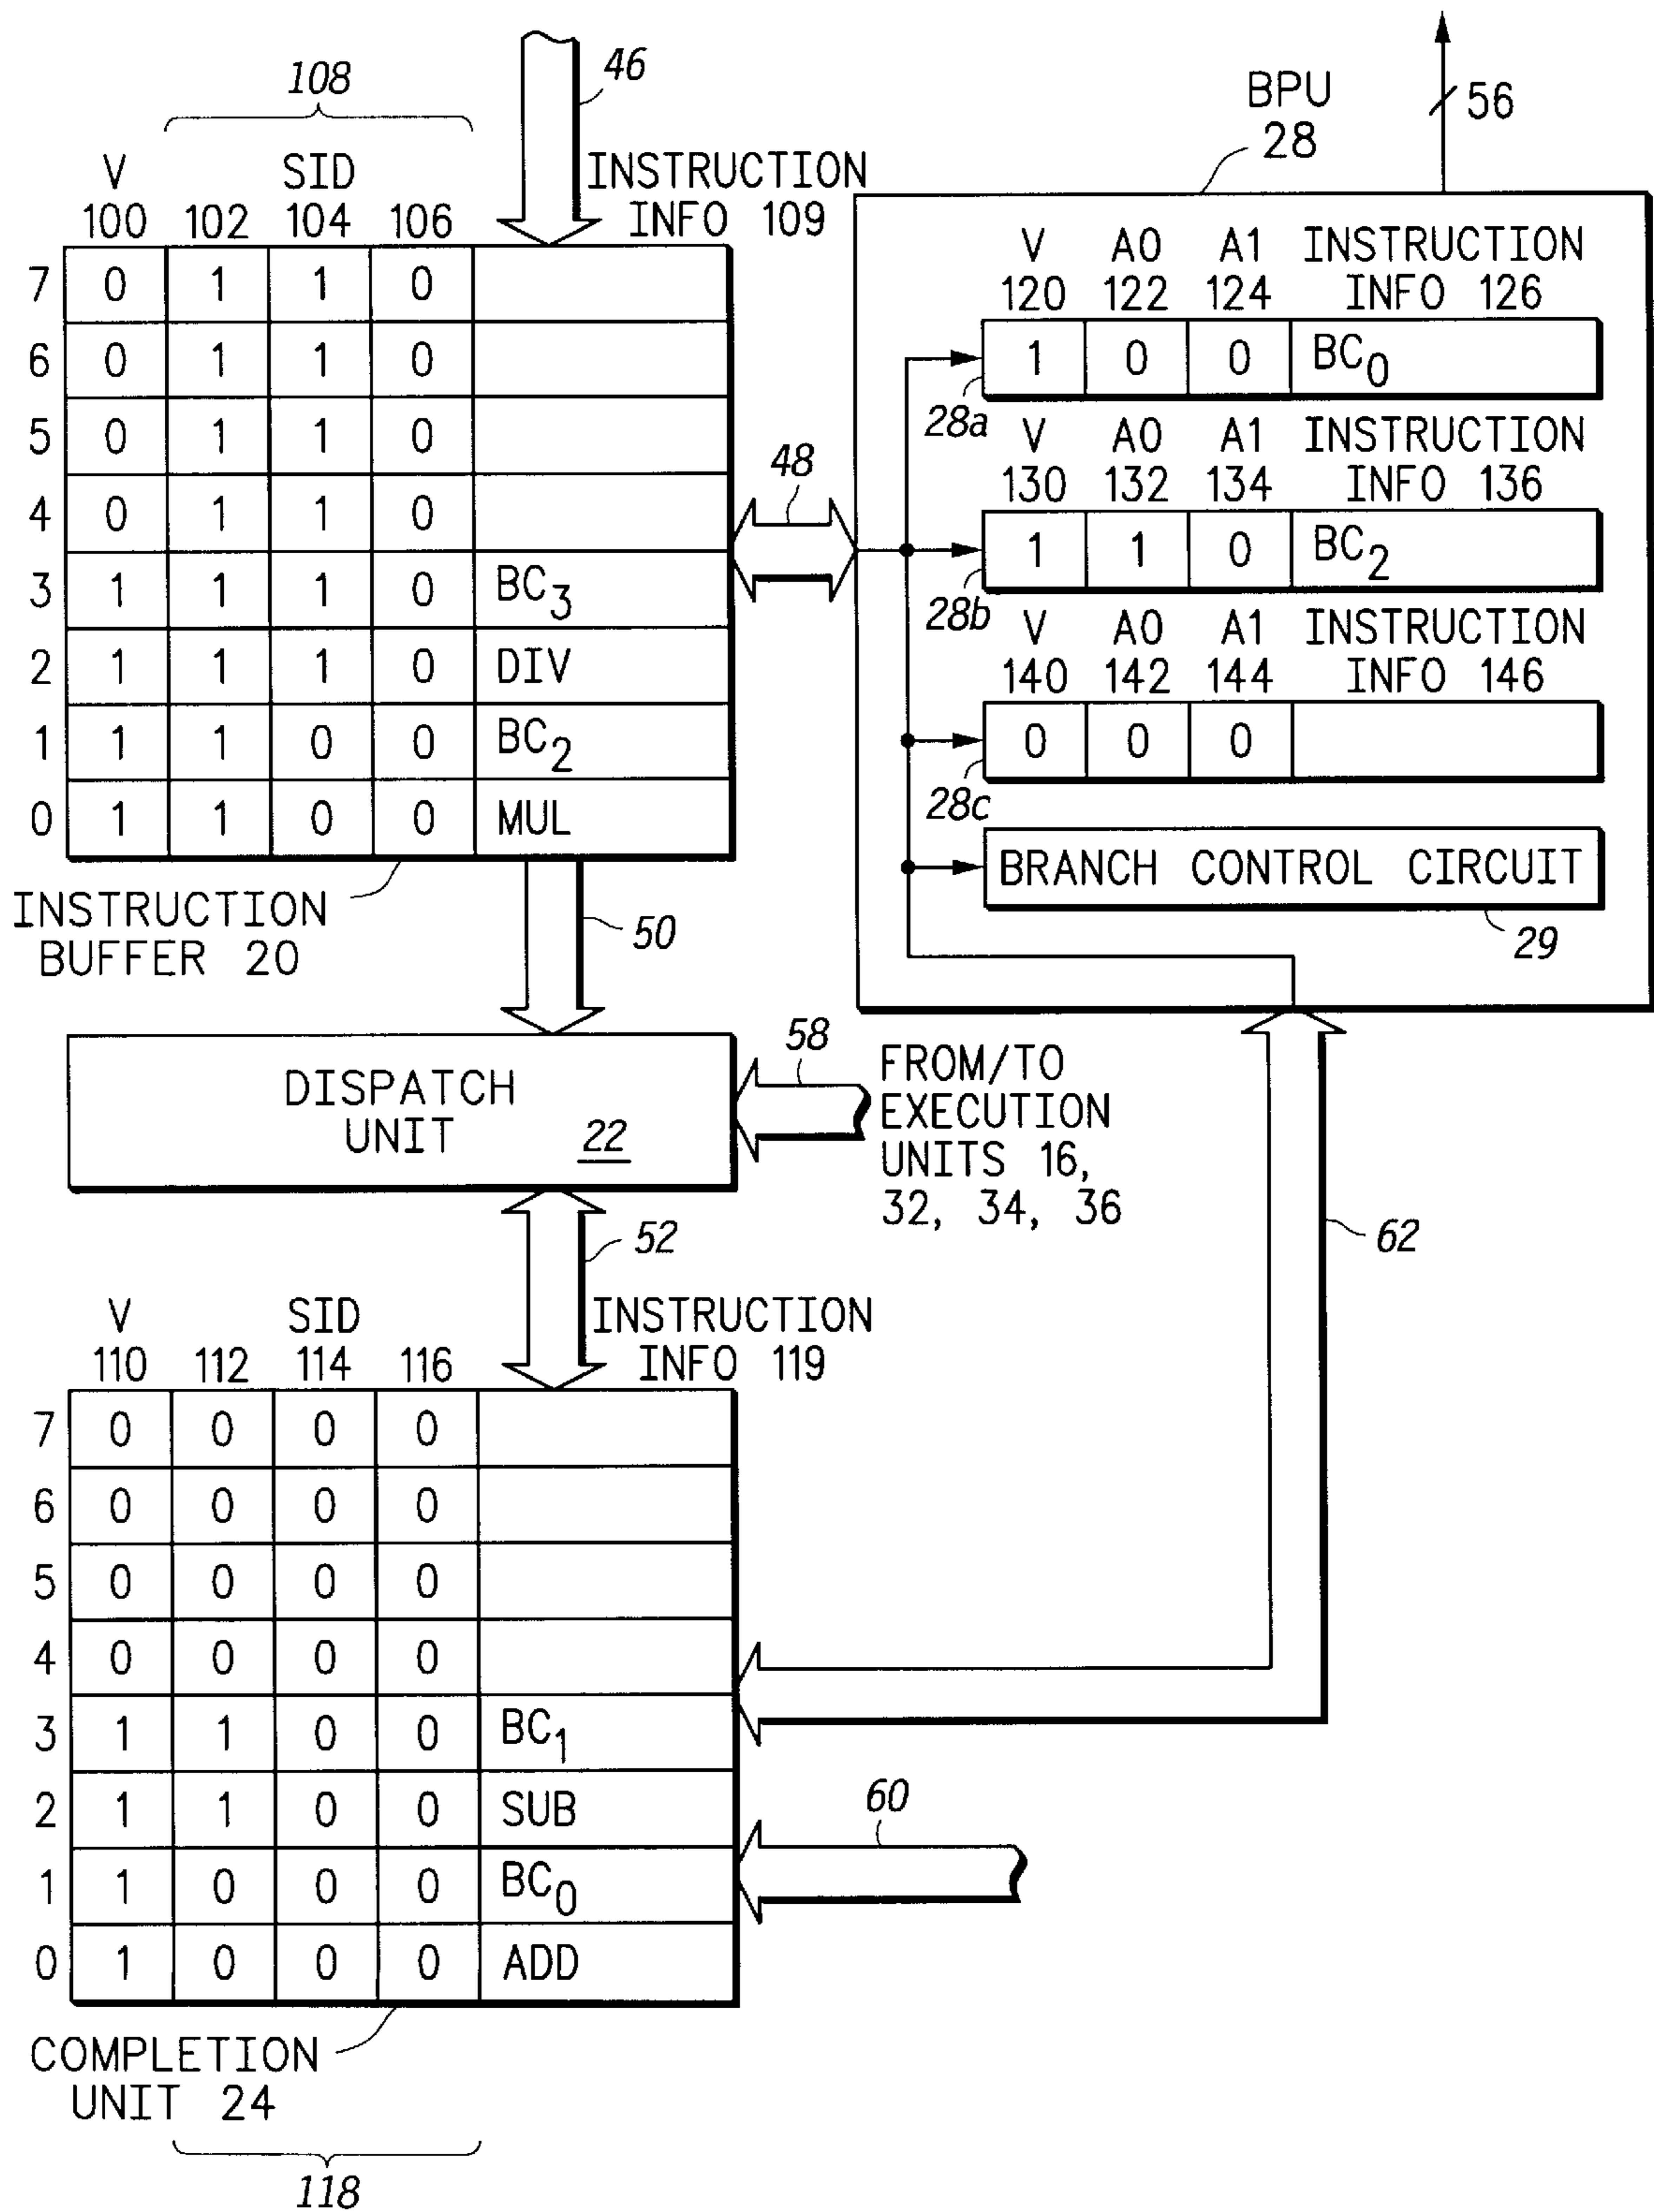 108
46
V SID INSTRUCTION
100 102 104 106 INFO 109
7 0 1 1 0
6 0 1 1 0
5 0 1 1 0
4 0 1 1 0
3 1 1 1 0 BC3
2 1 1 1 0 DIV
1 1 1 0 0 BC2
0 1 1 0 0 MUL
INSTRUCTION
BUFFER 20
50
48
BPU
28
56
V A0 A1 INSTRUCTION
120 122 124 INFO 126
1 0 0 BC0
28a
V A0 A1 INSTRUCTION
130 132 134 INFO 136
1 1 0 BC2
28b
V A0 A1 INSTRUCTION
140 142 144 INFO 146
0 0 0
28c
BRANCH CONTROL CIRCUIT
29
DISPATCH
UNIT 22
58
FROM/TO
EXECUTION
UNITS 16,
32, 34, 36
52
62
V SID INSTRUCTION
110 112 114 116 INFO 119
7 0 0 0 0
6 0 0 0 0
5 0 0 0 0
4 0 0 0 0
3 1 1 0 0 BC1
2 1 1 0 0 SUB
1 1 0 0 0 BC0
0 1 0 0 0 ADD
60
COMPLETION
UNIT 24
118